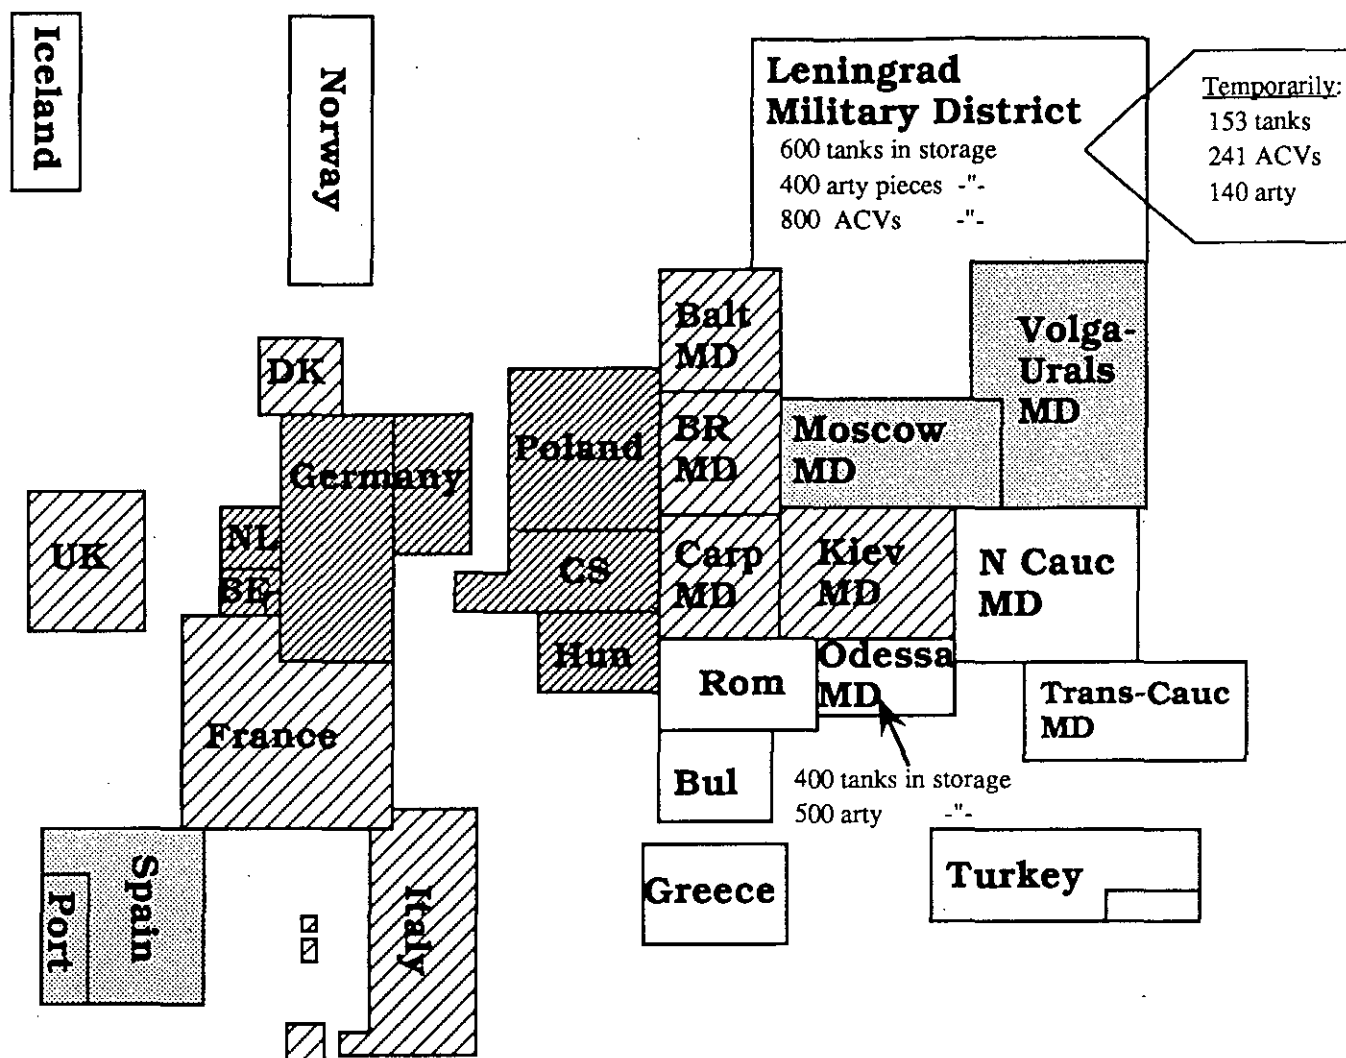 Iceland
Norway
Leningrad
Military District
600 tanks in storage
400 arty pieces -"-
800 ACVs -"-
Temporarily:
153 tanks
241 ACVs
140 arty
Balt
MD
Volga-
Urals
MD
DK
Germany
Poland
BR
MD
Moscow
MD
UK
NL
BE
CS
Carp
MD
Kiev
MD
N Cauc
MD
Hun
Rom
Odessa
MD
Trans-Cauc
MD
France
Bul
400 tanks in storage
500 arty -"-
Spain
Port
Italy
Greece
Turkey